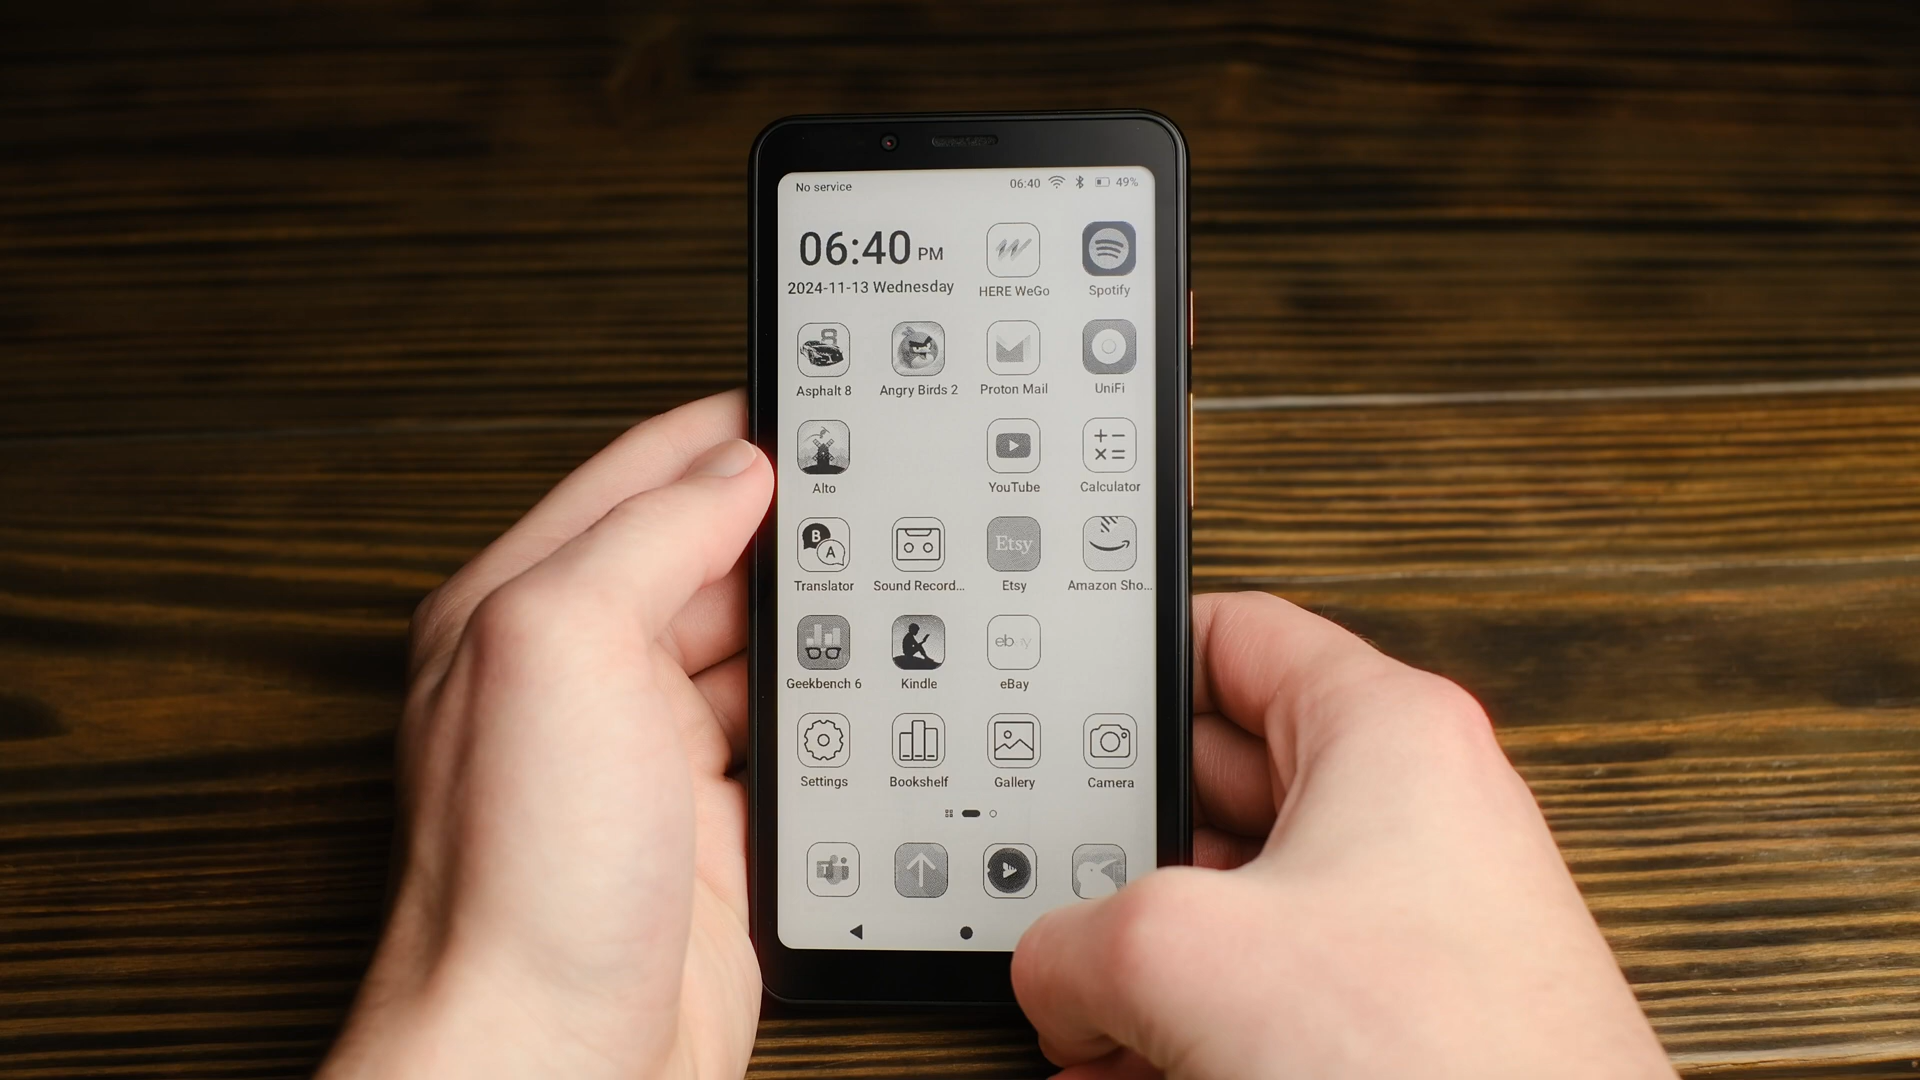 No service
06:40 49%
06:40 PM
2024-11-13 Wednesday
HERE WeGo
Spotify
8
Asphalt 8
Angry Birds 2
Proton Mail
UniFi
Alto
YouTube
Calculator
B
A
Translator
Sound Record...
Etsy
Etsy
Amazon Sho...
Geekbench 6
Kindle
ebay
eBay
Settings
Bookshelf
Gallery
Camera
T